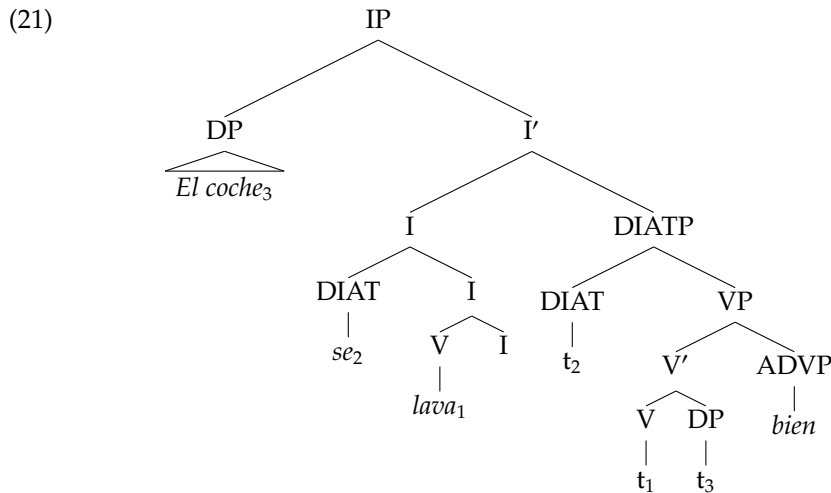 (21) IP
DP I′
El coche3
I DIATP
DIAT I DIAT VP
se2 V I t2 V′ ADVP
lava1 V DP bien
t1 t3